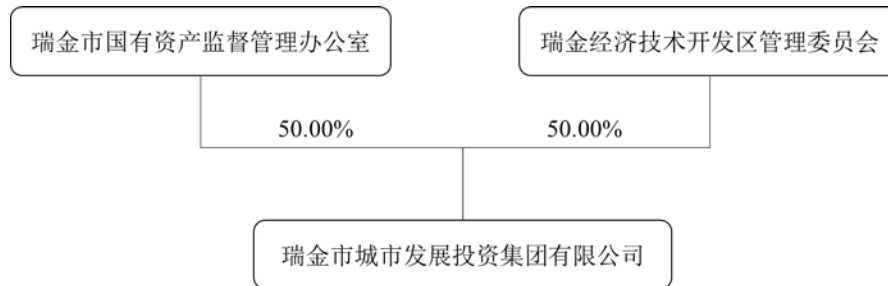 瑞金市国有资产监督管理办公室
瑞金经济技术开发区管理委员会
50.00%
50.00%
瑞金市城市发展投资集团有限公司